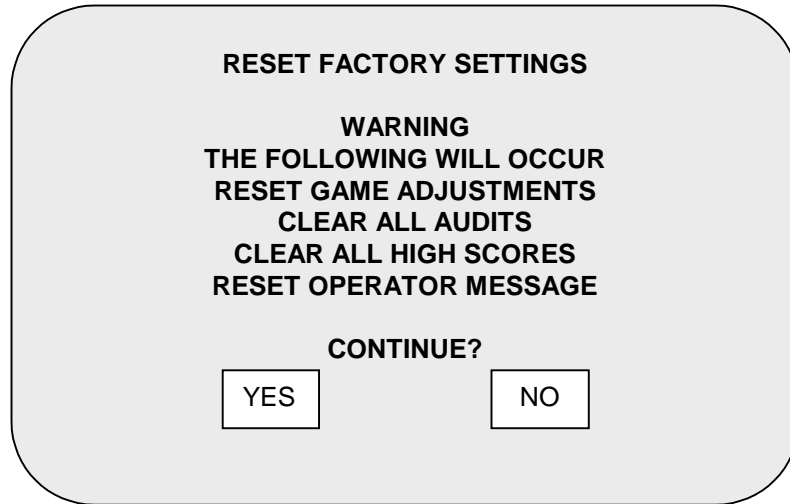 RESET FACTORY SETTINGS
WARNING
THE FOLLOWING WILL OCCUR
RESET GAME ADJUSTMENTS
CLEAR ALL AUDITS
CLEAR ALL HIGH SCORES
RESET OPERATOR MESSAGE
CONTINUE?
YES NO